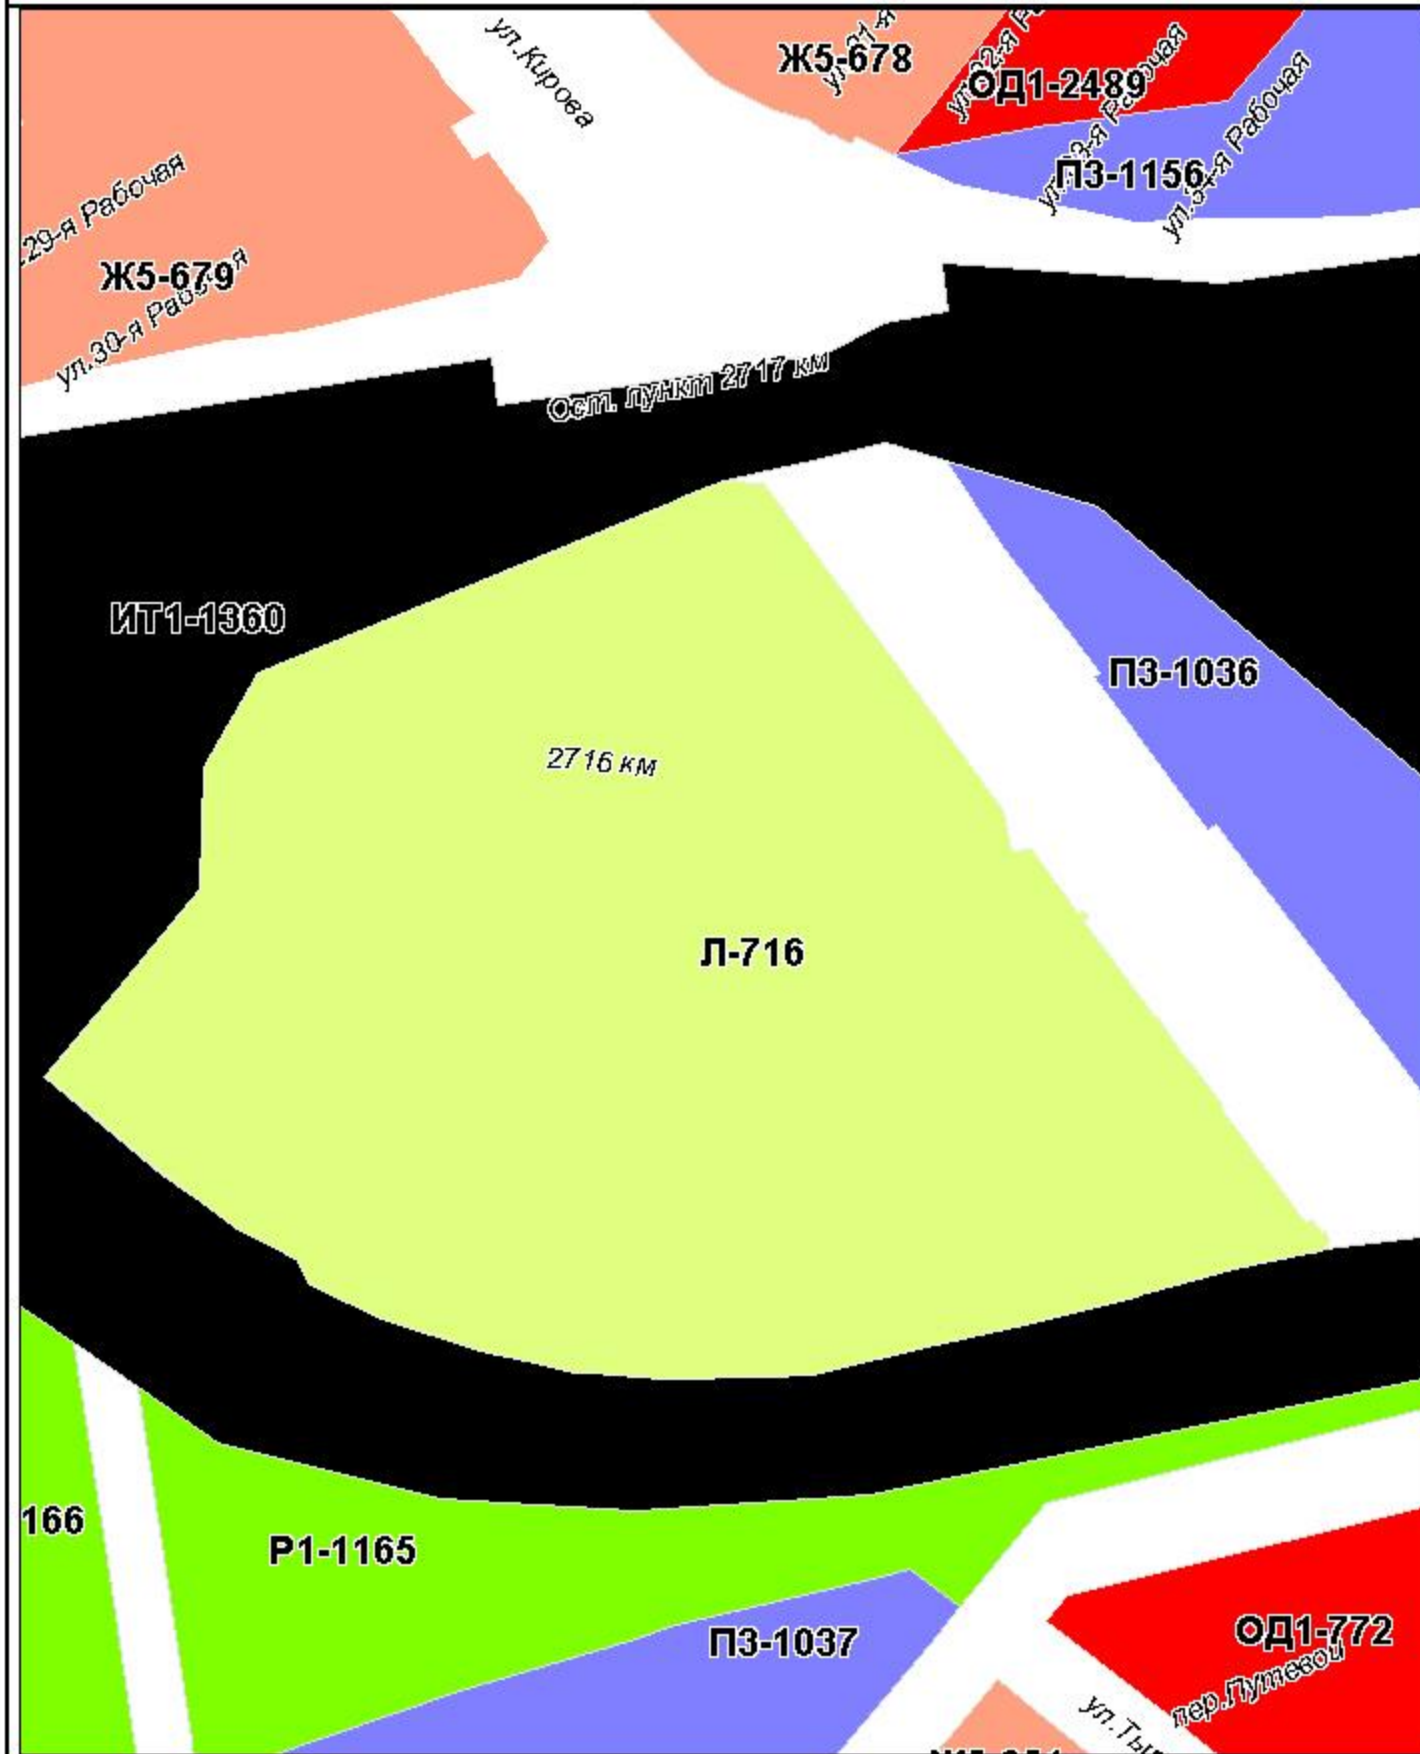 ул.Кирова
Ж5-678
ОД1-2489
ул.34-я Рабочая
П3-1156
29-я Рабочая
Ж5-679
ул.30-я Рабочая
Ост. пункт 2717 км
ИТ1-1360
П3-1036
2716 км
Л-716
166
Р1-1165
П3-1037
ОД1-772
пер.Путевой